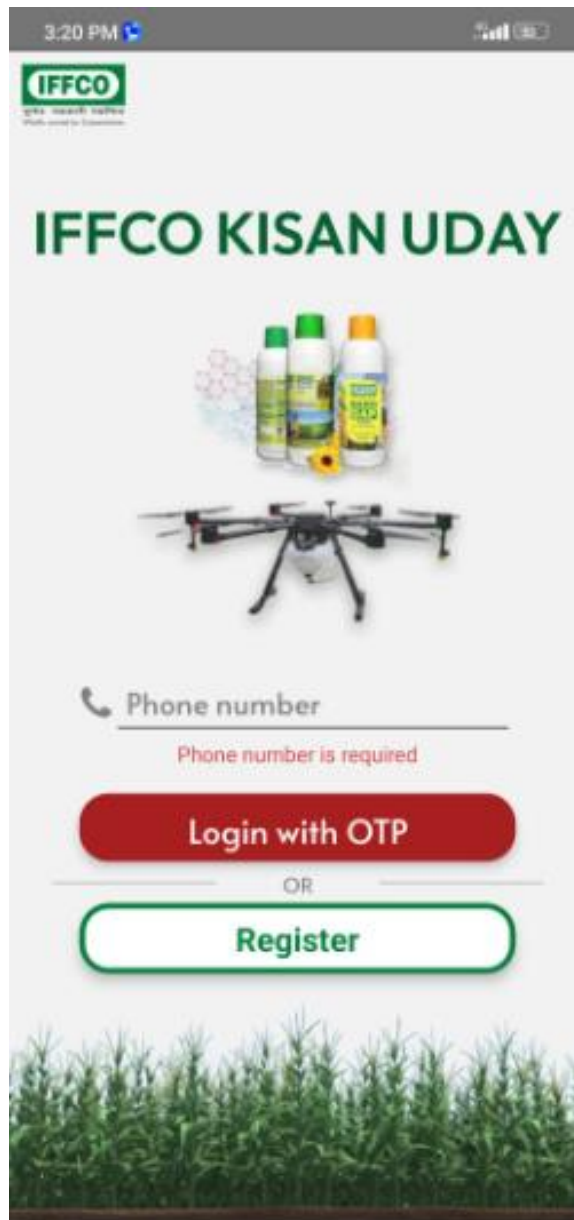 3:20 PM
IFFCO
IFFCO KISAN UDAY
Phone number
Phone number is required
Login with OTP
OR
Register